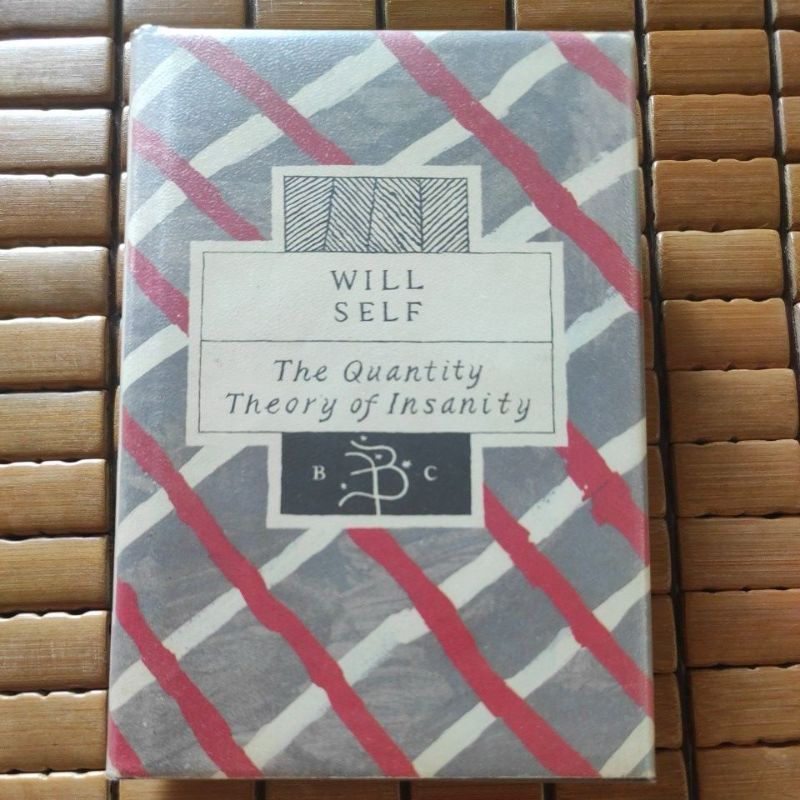 WILL
SELF
The Quantity
Theory of Insanity
B B C